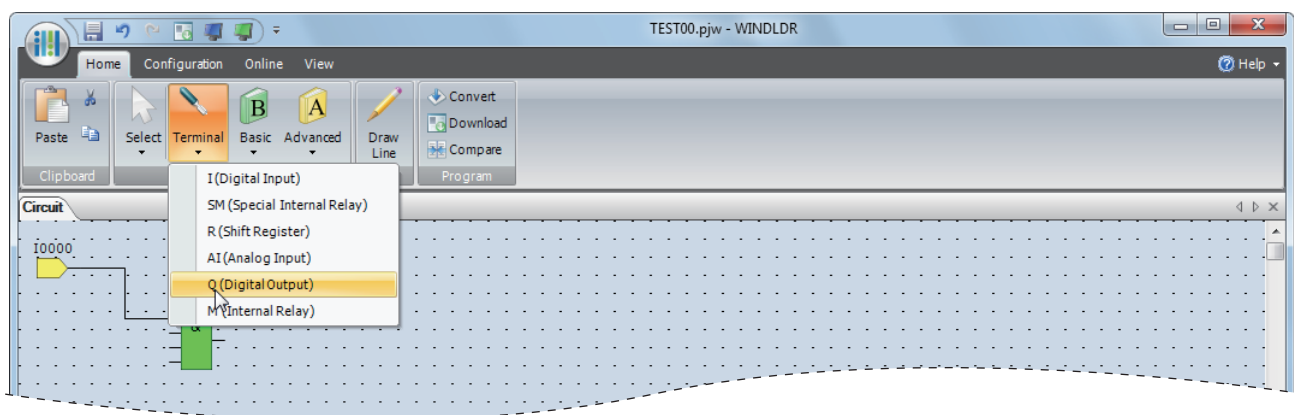 TEST00.pjw - WINDLDR
Home Configuration Online View Help
Paste Select Terminal B Basic A Advanced Draw Line
Convert
Download
Compare
Clipboard Program
I (Digital Input)
SM (Special Internal Relay)
R (Shift Register)
AI (Analog Input)
Q (Digital Output)
M (Internal Relay)
Circuit
I0000
&